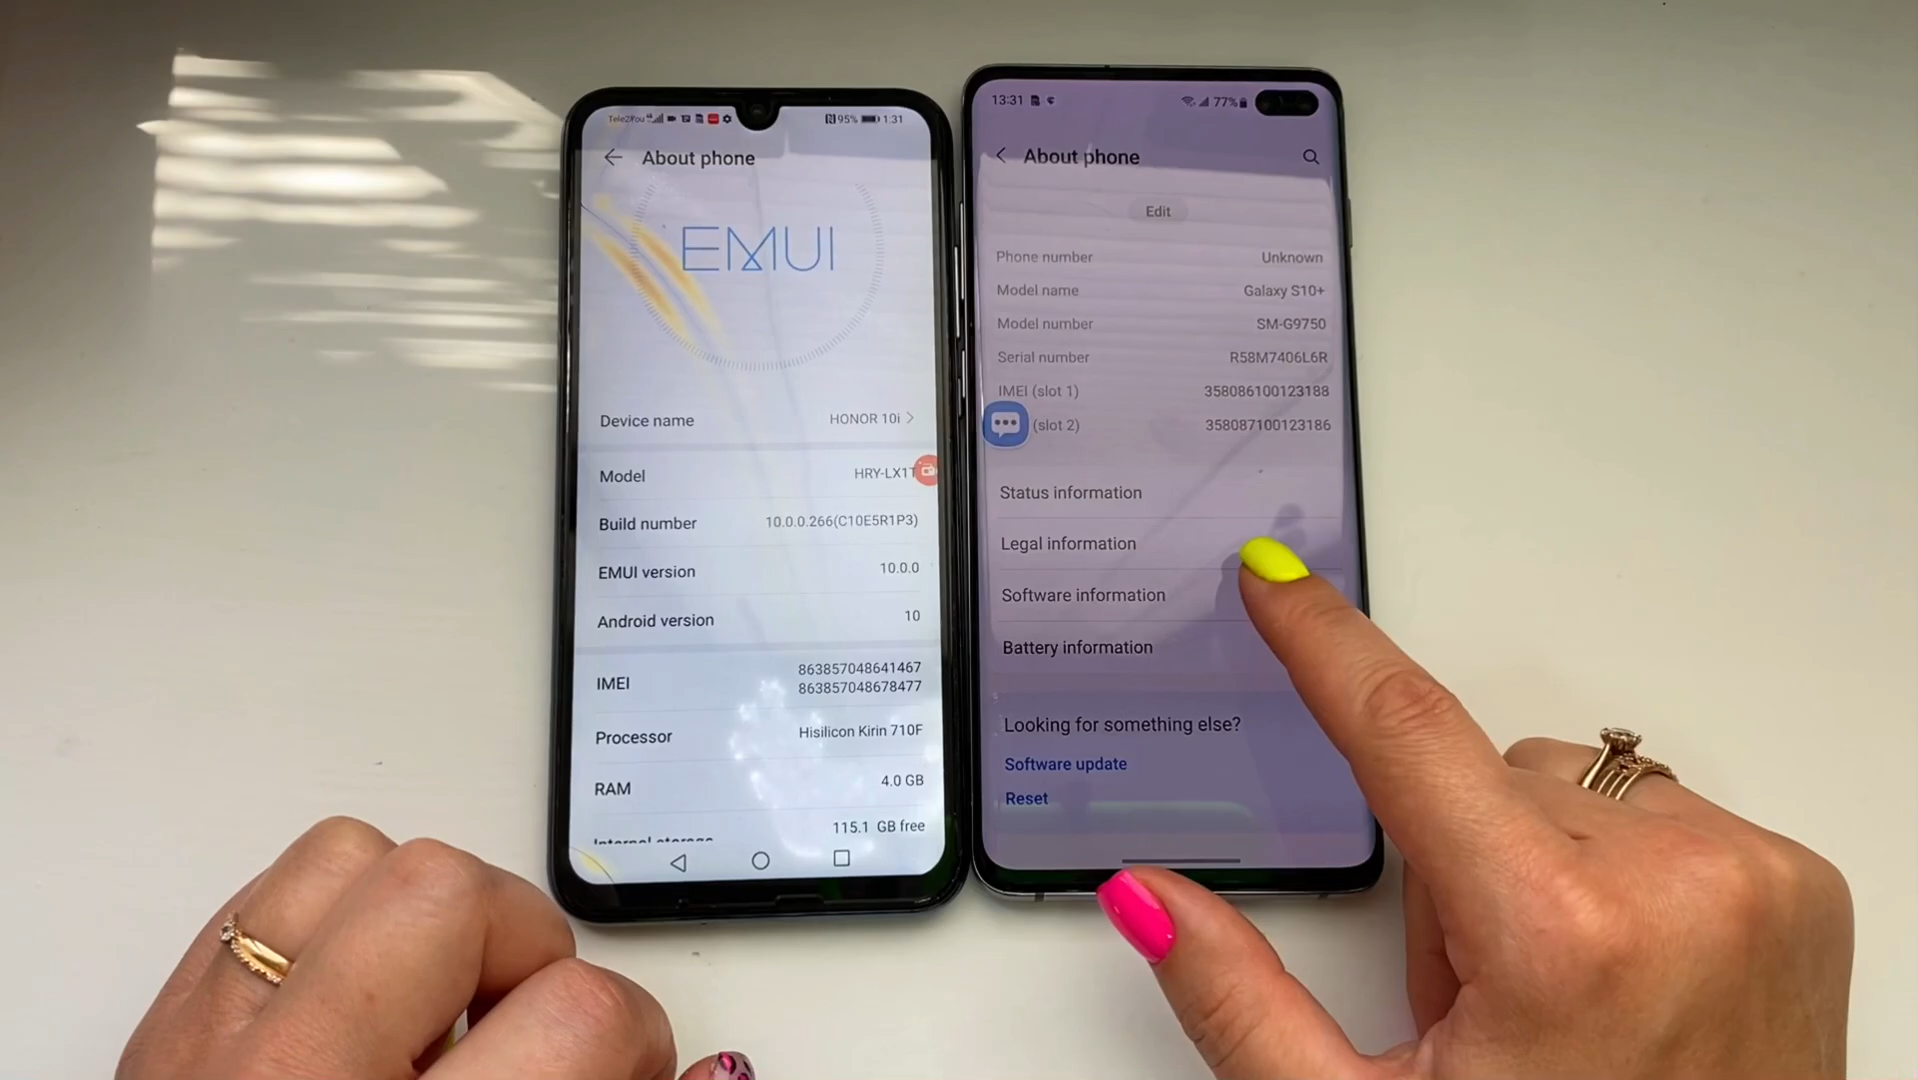 95% 1:31
About phone
EMUI
Device name HONOR 10i
Model HRY-LX1T
Build number 10.0.0.266(C10E5R1P3)
EMUI version 10.0.0
Android version 10
IMEI 863857048641467
863857048678477
Processor Hisilicon Kirin 710F
RAM 4.0 GB
Internal storage 115.1 GB free
13:31 77%
About phone
Edit
Phone number Unknown
Model name Galaxy S10+
Model number SM-G9750
Serial number R58M7406L6R
IMEI (slot 1) 358086100123188
(slot 2) 358087100123186
Status information
Legal information
Software information
Battery information
Looking for something else?
Software update
Reset